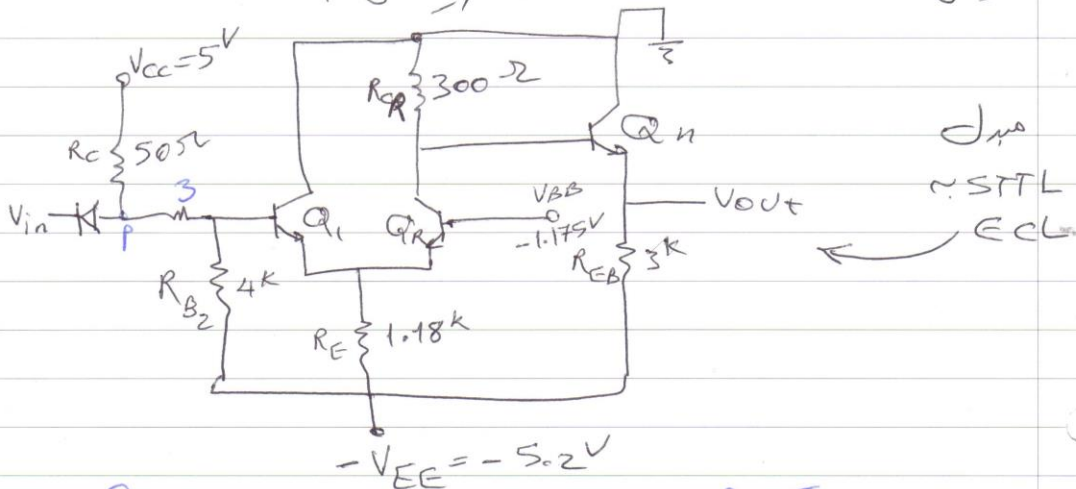 VCC=5V
RC 50Ω
Vin
P
3
RCR 300Ω
Q1
QR
Qn
VBB
-1.175V
Vout
REB 3K
RB2 4K
RE 1.18K
-VEE=-5.2V
مبدل
~STTL
ECL